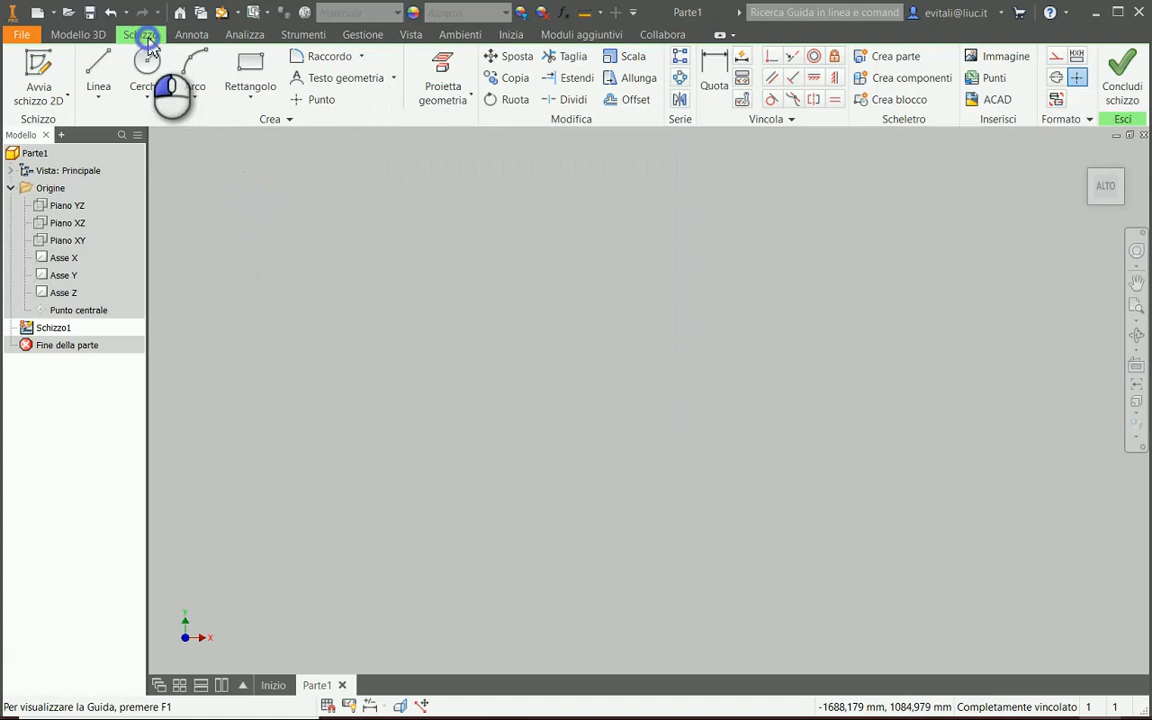 Materiale
Aspetto
Parte1
Ricerca Guida in linea e comand
evitali@liuc.it
File
Modello 3D
Schizzo
Annota
Analizza
Strumenti
Gestione
Vista
Ambienti
Inizia
Moduli aggiuntivi
Collabora
Avvia
schizzo 2D
Linea
Cerch
Arco
Rettangolo
Raccordo
Testo geometria
Punto
Proietta
geometria
Sposta
Copia
Ruota
Taglia
Estendi
Dividi
Scala
Allunga
Offset
Quota
Crea parte
Crea componenti
Crea blocco
Immagine
Punti
ACAD
Concludi
schizzo
Schizzo
Crea
Modifica
Serie
Vincola
Scheletro
Inserisci
Formato
Esci
Modello
Parte1
Vista: Principale
Origine
Piano YZ
Piano XZ
Piano XY
Asse X
Asse Y
Asse Z
Punto centrale
Schizzo1
Fine della parte
ALTO
Y
X
Inizio
Parte1
Per visualizzare la Guida, premere F1
-1688,179 mm, 1084,979 mm
Completamente vincolato
1
1